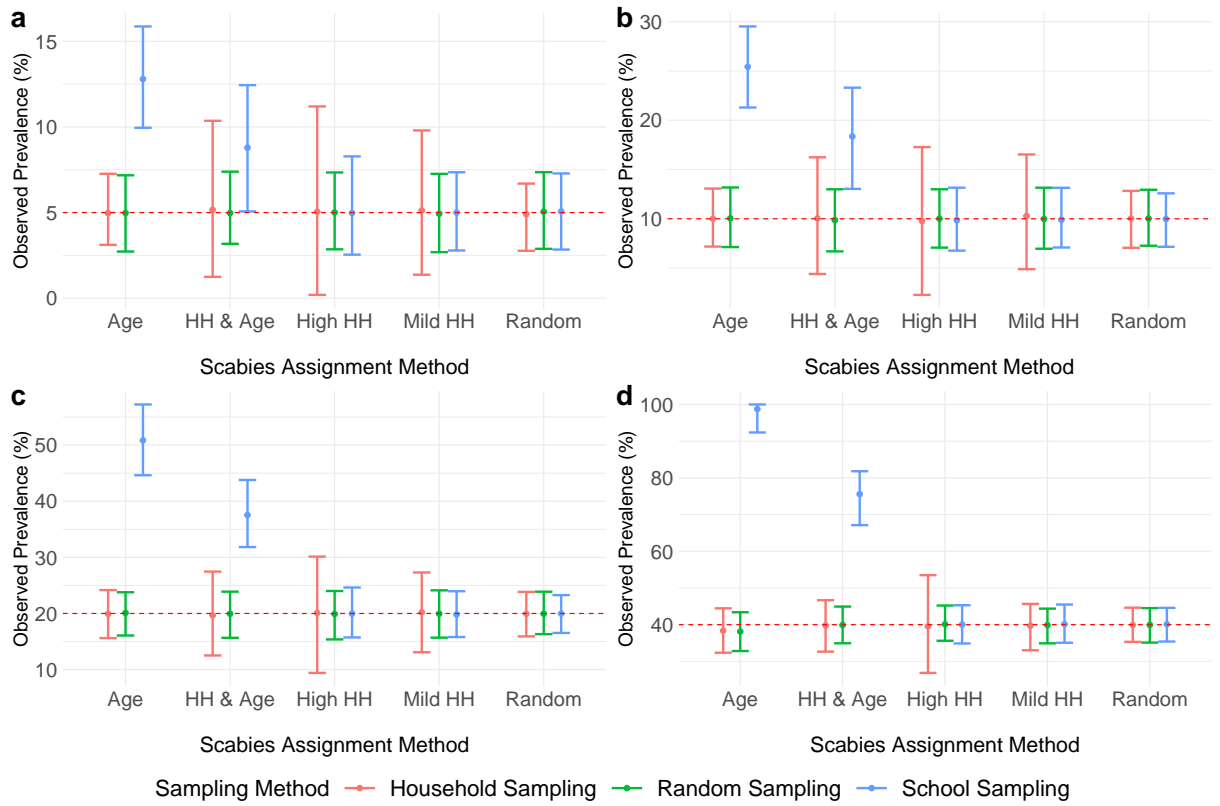 a
Observed Prevalence (%)
15
10
5
0
Age HH & Age High HH Mild HH Random
Scabies Assignment Method
b
Observed Prevalence (%)
30
20
10
Age HH & Age High HH Mild HH Random
Scabies Assignment Method
c
Observed Prevalence (%)
50
40
30
20
10
Age HH & Age High HH Mild HH Random
Scabies Assignment Method
d
Observed Prevalence (%)
100
80
60
40
Age HH & Age High HH Mild HH Random
Scabies Assignment Method
Sampling Method Household Sampling Random Sampling School Sampling